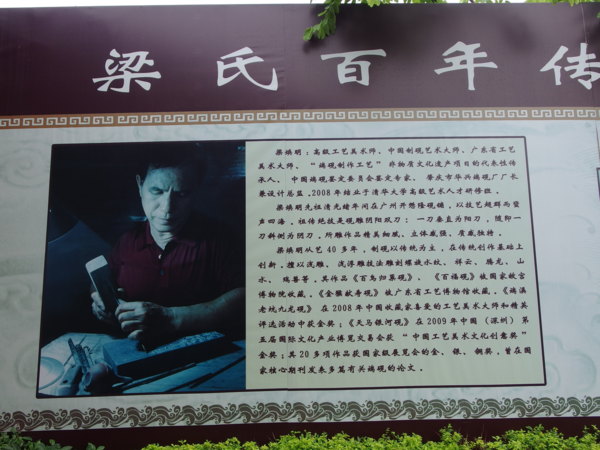 梁氏百年传
梁焕明：高级工艺美术师、中国制砚艺术大师、广东省工艺
美术大师、“端砚制作工艺”非物质文化遗产项目的代表性传
承人、中国端砚鉴定委员会鉴定专家、肇庆市华兴端砚厂厂长
兼设计总监.2008年结业于清华大学高级艺术人才研修班.
梁焕明先祖清光绪年间在广州开怨隆砚铺，以技艺超群而蜚
声四海.祖传绝技是砚雕阴阳双刀：一刀垂直为阳刀，随即一
刀斜侧为阴刀.所雕作品精美细腻、立体感强、质感独特.
梁焕明从艺40多年，制砚以传统为主，在传统创作基础上
创新.擅以浅雕、浅浮雕技法雕刻螺旋水纹、祥云、腾龙、山
水、瑞兽等.其作品《百鸟归巢砚》、《百福砚》被国家故宫
博物院收藏.《金猴献寿砚》被广东省工艺博物馆收藏.《端溪
老坑九龙砚》在2008年中国收藏家喜爱的工艺美术大师和精英
评选活动中获金奖；《天马银河砚》在2009年中国（深圳）第
五届国际文化产业博览交易会获“中国工艺美术文化创意奖”
金奖；其20多项作品获国家级展览会的金、银、铜奖，曾在国
家核心期刊发表多篇有关端砚的论文.